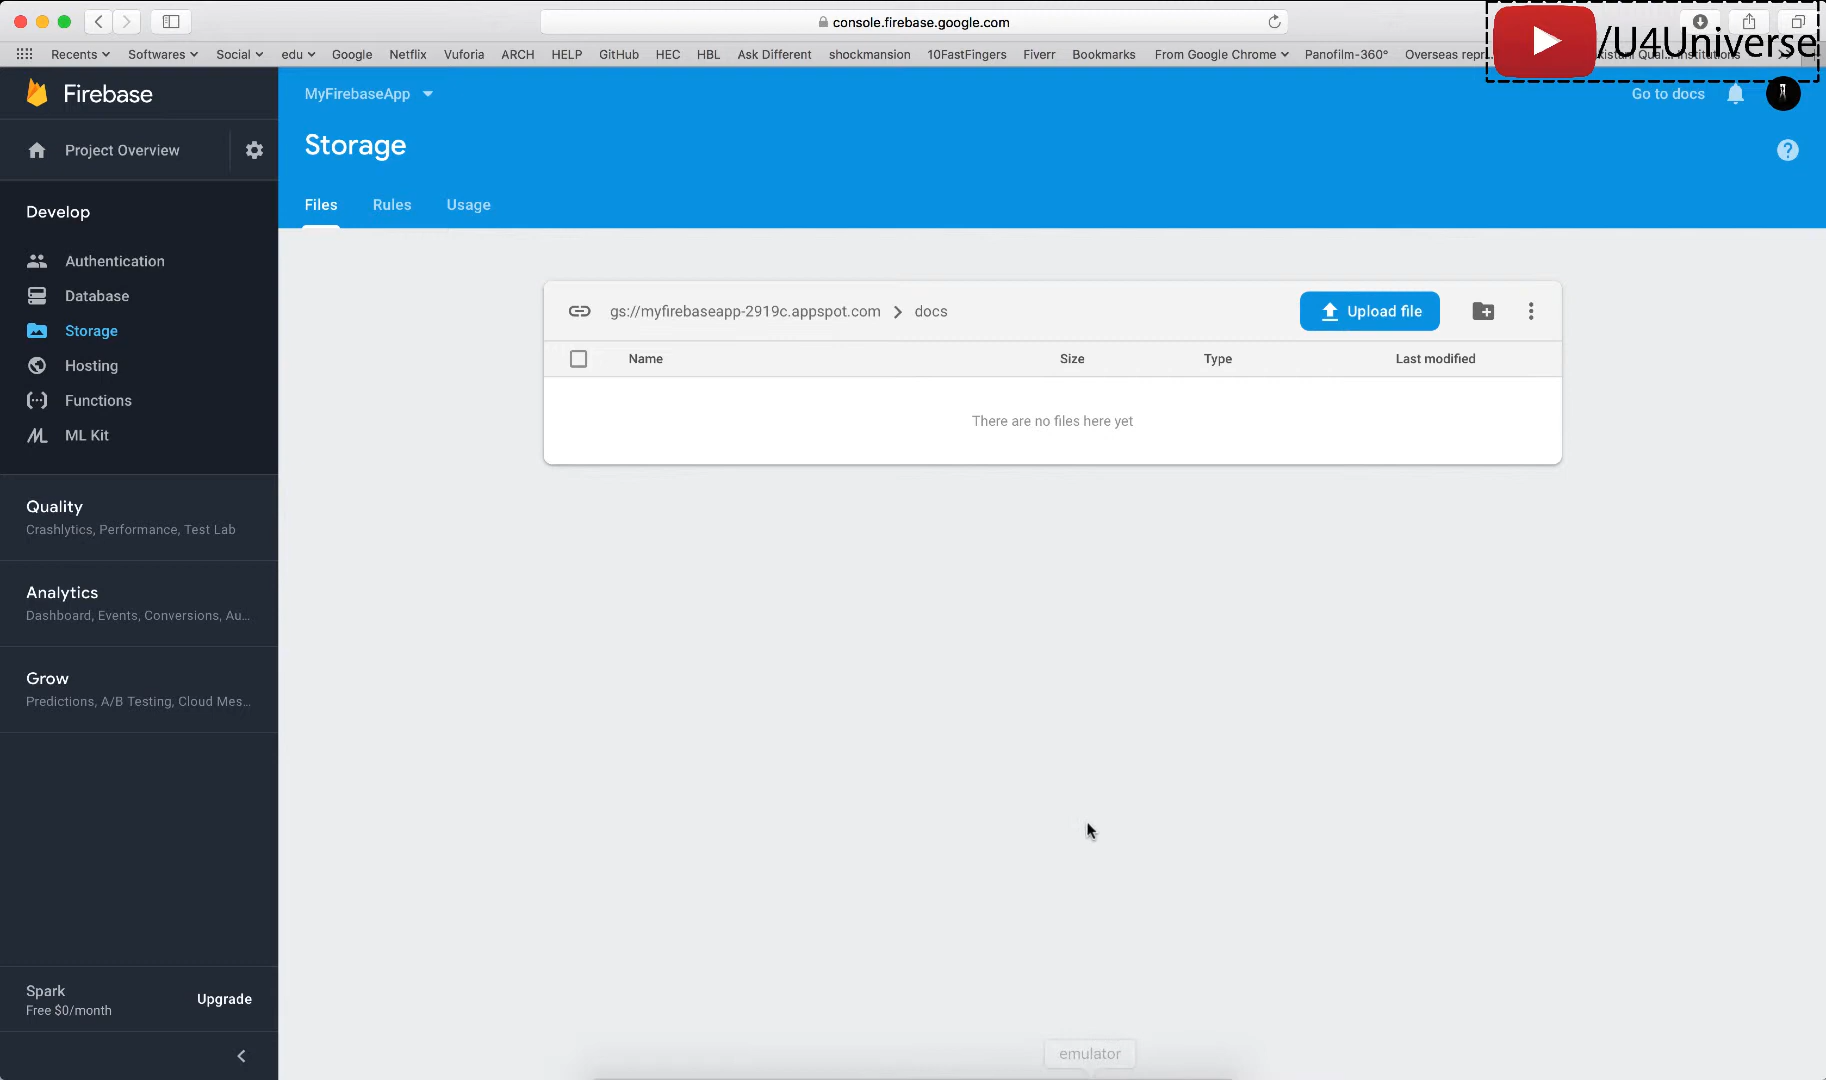 console.firebase.google.com
/U4Universe
Recents Softwares Social edu Google Netflix Vuforia ARCH HELP GitHub HEC HBL Ask Different shockmansion 10FastFingers Fiverr Bookmarks From Google Chrome Panofilm-360° Overseas repr...
Firebase
MyFirebaseApp
Go to docs
Project Overview
Storage
Files Rules Usage
Develop
Authentication
Database
Storage
Hosting
Functions
ML Kit
gs://myfirebaseapp-2919c.appspot.com > docs
Upload file
Name Size Type Last modified
There are no files here yet
Quality
Crashlytics, Performance, Test Lab
Analytics
Dashboard, Events, Conversions, Au...
Grow
Predictions, A/B Testing, Cloud Mes...
Spark
Free $0/month
Upgrade
emulator